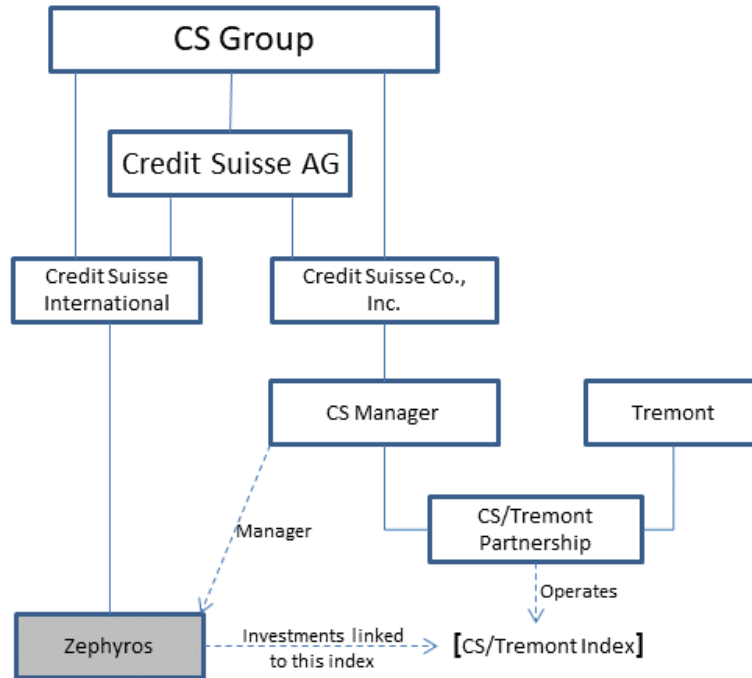 CS Group
Credit Suisse AG
Credit Suisse
International
Credit Suisse Co.,
Inc.
CS Manager
Tremont
CS/Tremont
Partnership
Manager
Operates
Zephyros
Investments linked
to this index
[CS/Tremont Index]